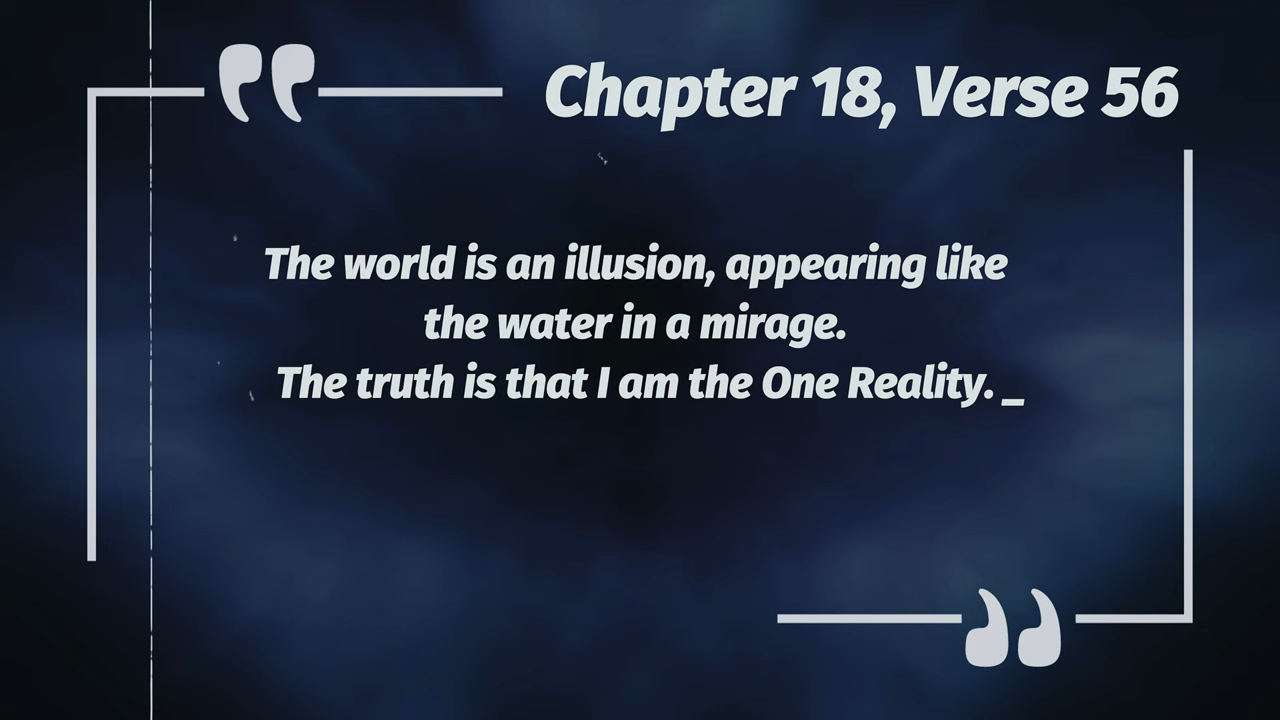 Chapter 18, Verse 56
The world is an illusion, appearing like
the water in a mirage.
The truth is that I am the One Reality. _